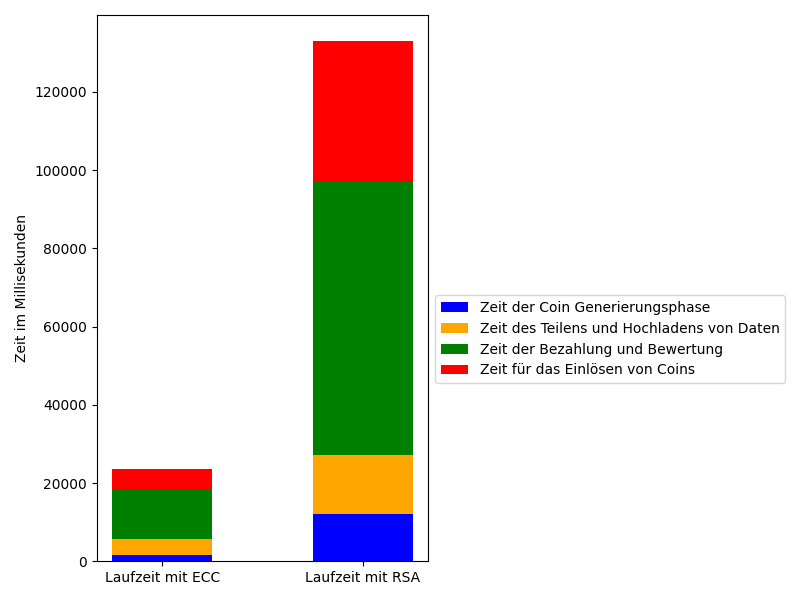 Zeit im Millisekunden
120000
100000
80000
60000
40000
20000
0
Laufzeit mit ECC
Laufzeit mit RSA
Zeit der Coin Generierungsphase
Zeit des Teilens und Hochladens von Daten
Zeit der Bezahlung und Bewertung
Zeit für das Einlösen von Coins